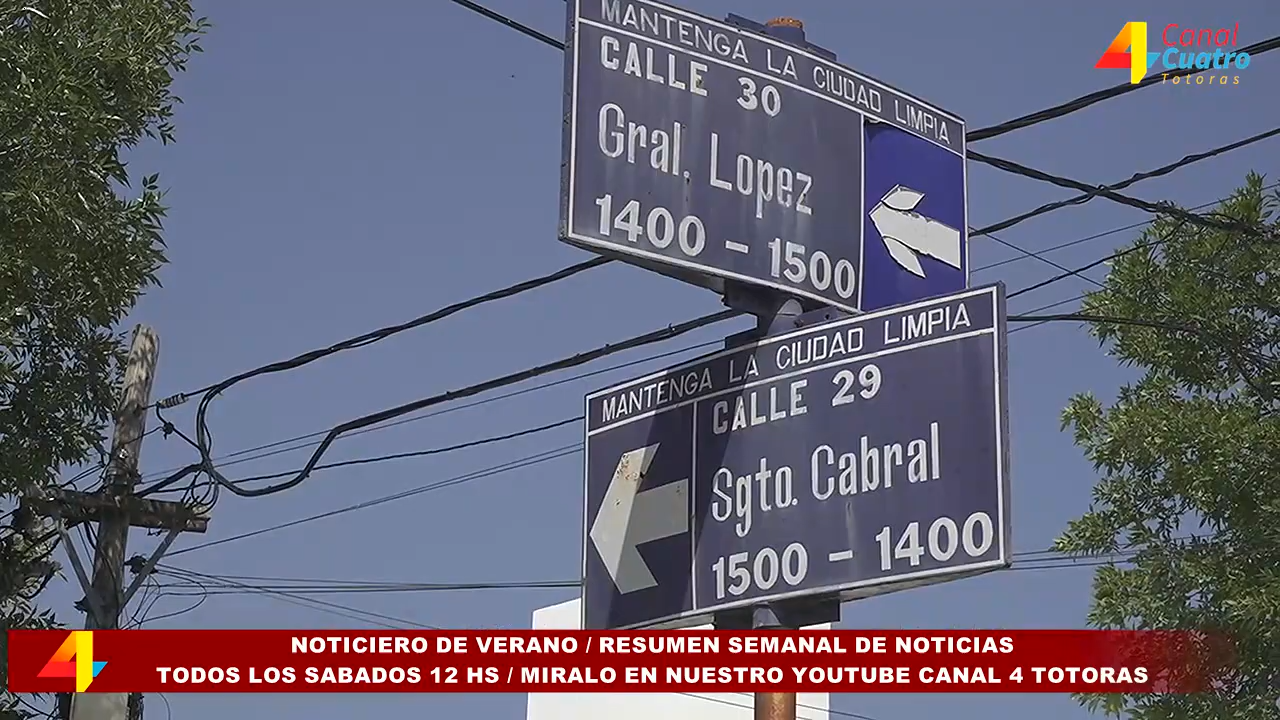 MANTENGA LA CIUDAD LIMPIA
CALLE 30
Gral. Lopez
1400 - 1500
MANTENGA LA CIUDAD LIMPIA
CALLE 29
Sgto. Cabral
1500 - 1400
4 Canal
Cuatro
Totoras
4
NOTICIERO DE VERANO / RESUMEN SEMANAL DE NOTICIAS
TODOS LOS SABADOS 12 HS / MIRALO EN NUESTRO YOUTUBE CANAL 4 TOTORAS